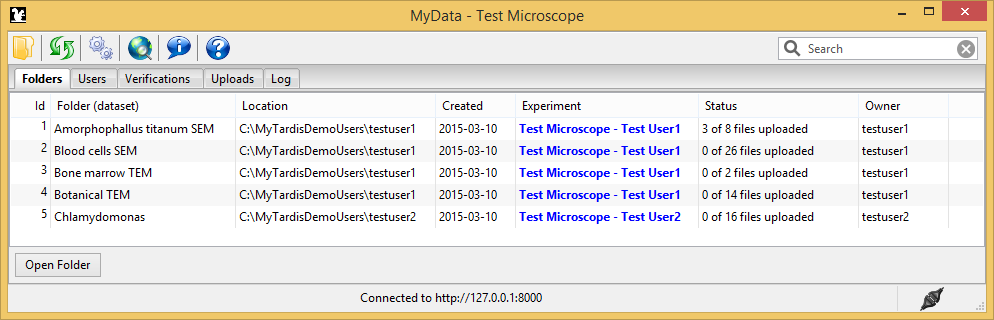 MyData - Test Microscope
Search
Folders Users Verifications Uploads Log
Id Folder (dataset) Location Created Experiment Status Owner
1 Amorphophallus titanum SEM C:\MyTardisDemoUsers\testuser1 2015-03-10 Test Microscope - Test User1 3 of 8 files uploaded testuser1
2 Blood cells SEM C:\MyTardisDemoUsers\testuser1 2015-03-10 Test Microscope - Test User1 0 of 26 files uploaded testuser1
3 Bone marrow TEM C:\MyTardisDemoUsers\testuser1 2015-03-10 Test Microscope - Test User1 0 of 2 files uploaded testuser1
4 Botanical TEM C:\MyTardisDemoUsers\testuser1 2015-03-10 Test Microscope - Test User1 0 of 14 files uploaded testuser1
5 Chlamydomonas C:\MyTardisDemoUsers\testuser2 2015-03-10 Test Microscope - Test User2 0 of 16 files uploaded testuser2
Open Folder
Connected to http://127.0.0.1:8000